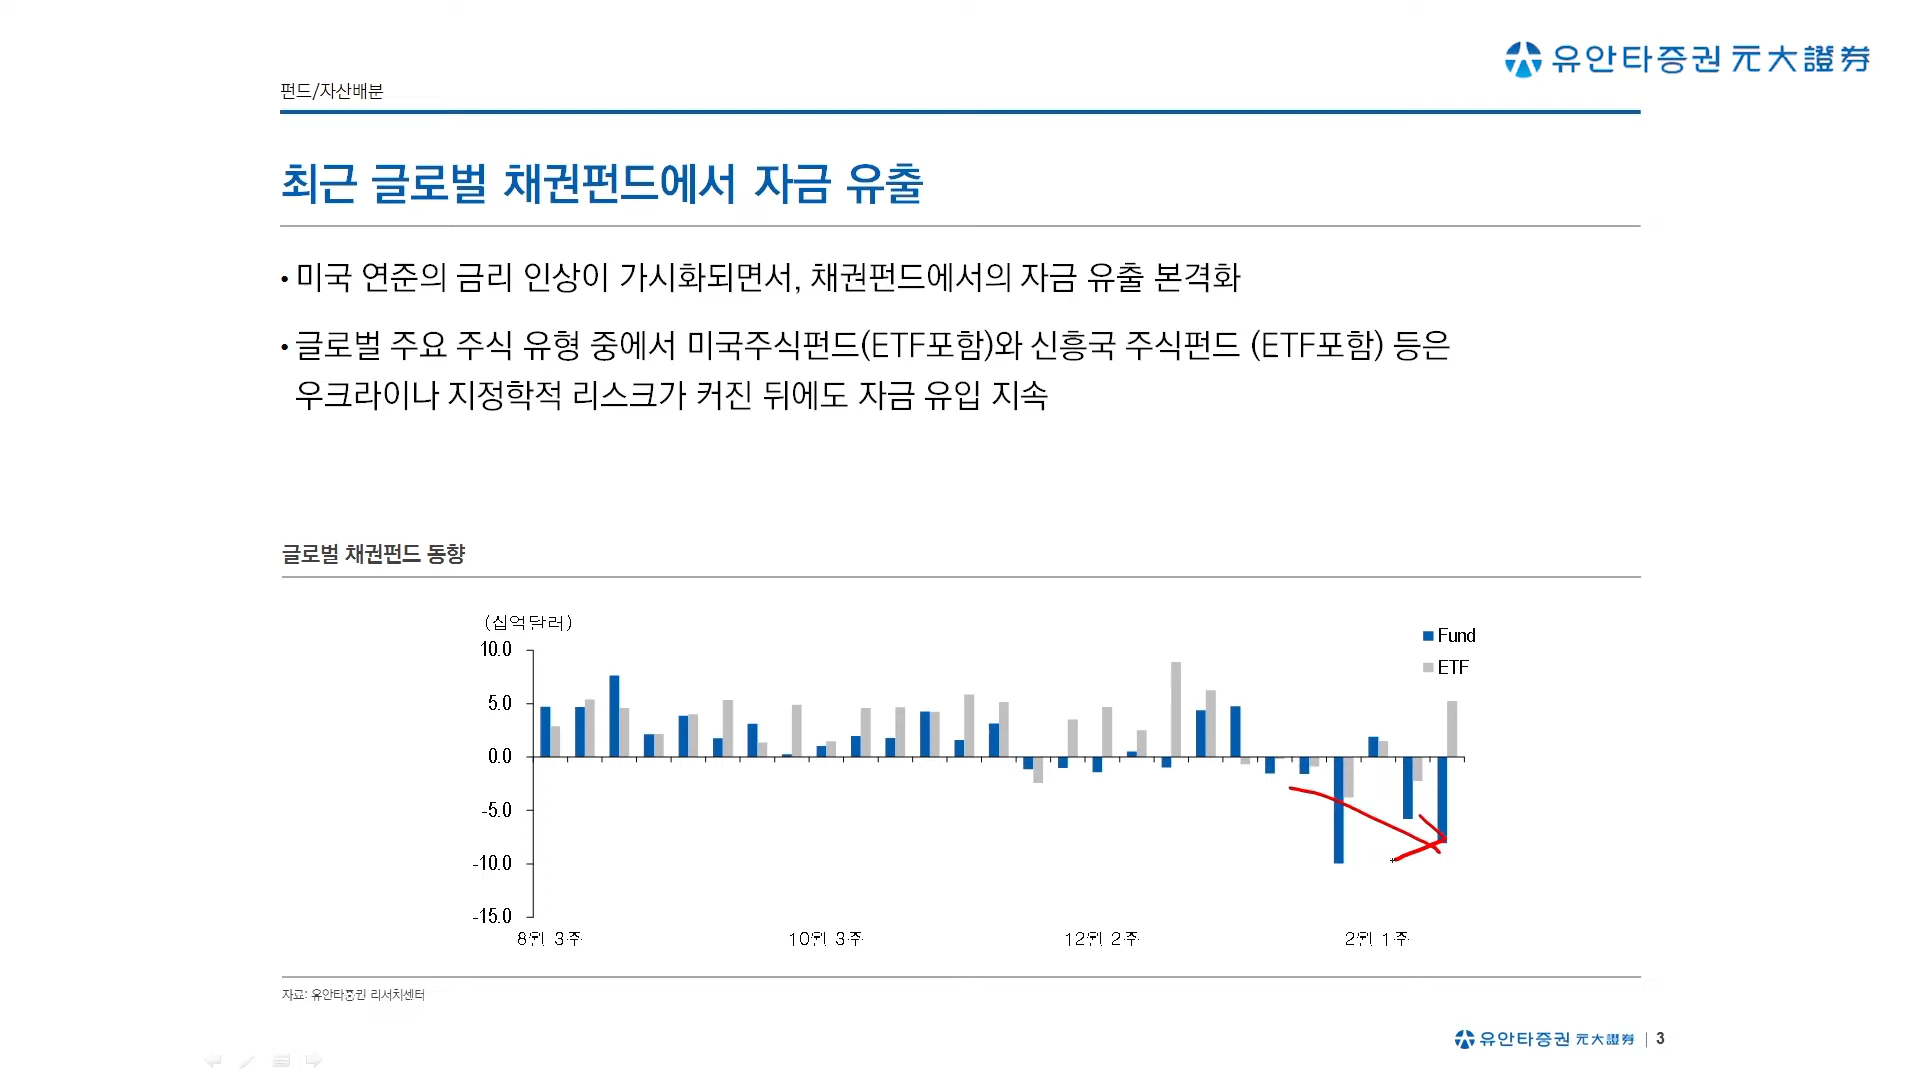 유안타증권 元大證券
펀드/자산배분
최근 글로벌 채권펀드에서 자금 유출
• 미국 연준의 금리 인상이 가시화되면서, 채권펀드에서의 자금 유출 본격화
• 글로벌 주요 주식 유형 중에서 미국주식펀드(ETF포함)와 신흥국 주식펀드 (ETF포함) 등은
우크라이나 지정학적 리스크가 커진 뒤에도 자금 유입 지속
글로벌 채권펀드 동향
(십억달러)
Fund
ETF
10.0
5.0
0.0
-5.0
-10.0
-15.0
8월 3주 10월 3주 12월 2주 2월 1주
자료: 유안타증권 리서치센터
유안타증권 元大證券 | 3